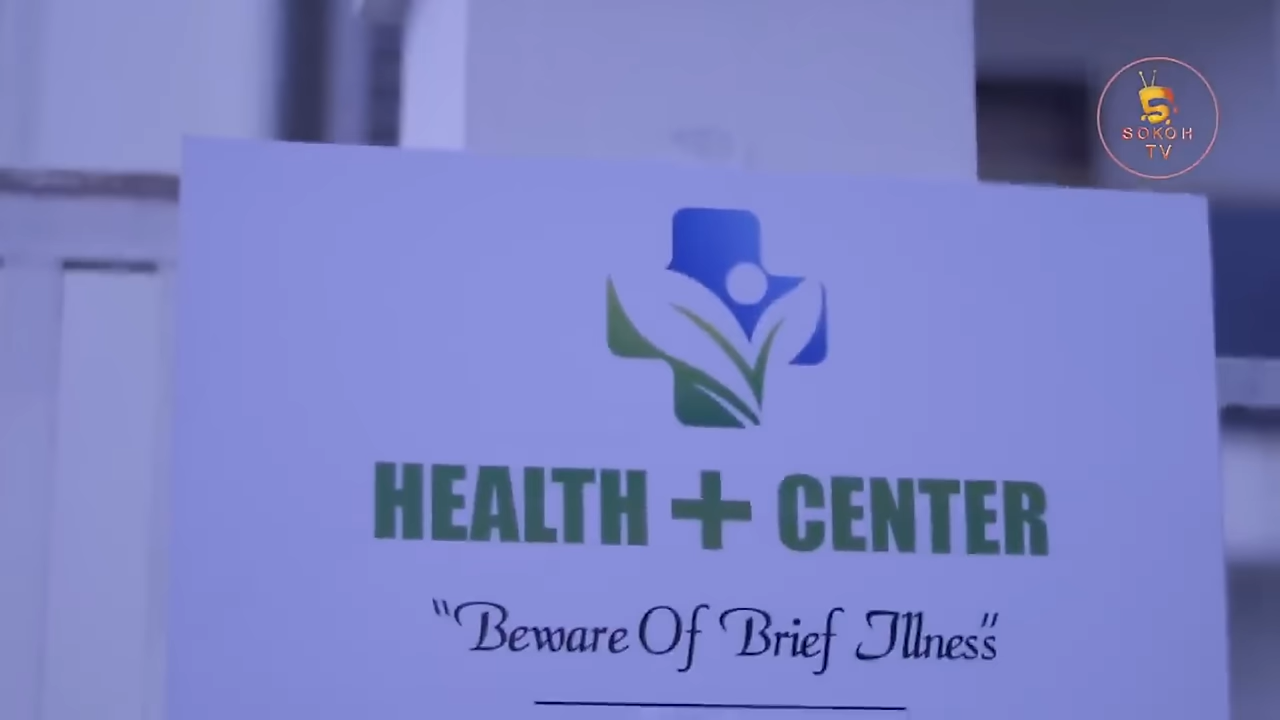 SOKOH
TV
HEALTH + CENTER
"Beware Of Brief Illness"